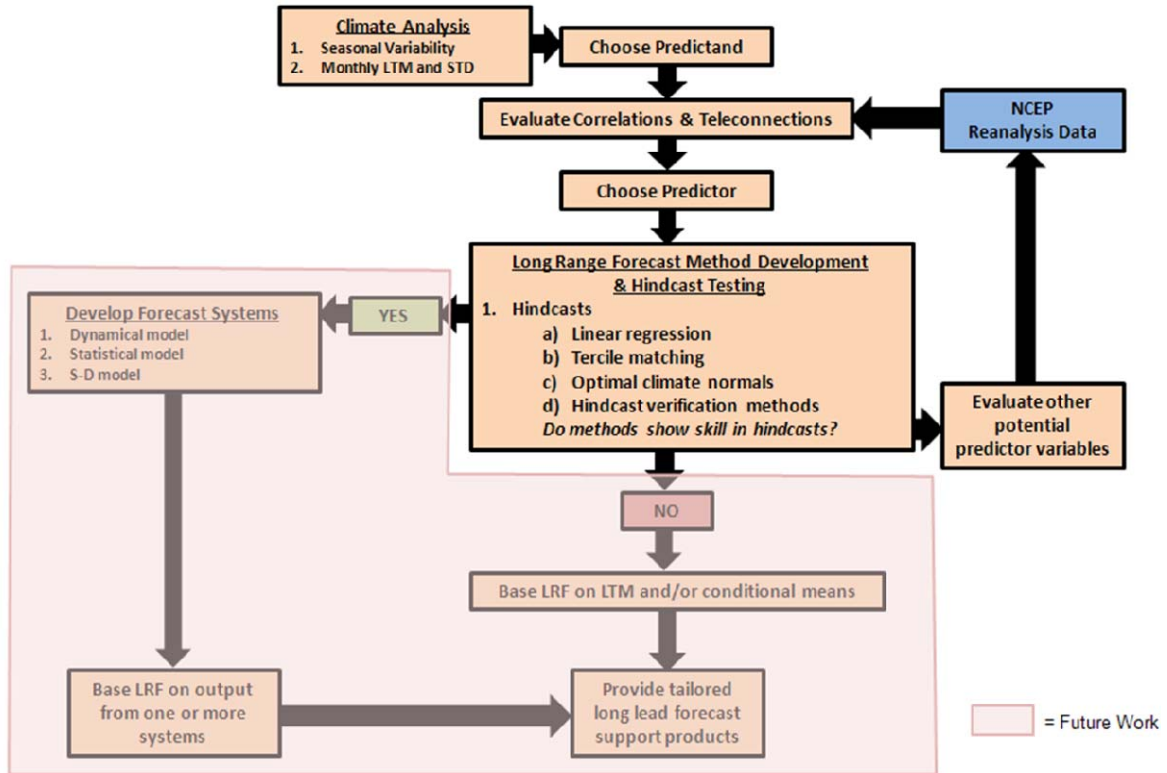 Climate Analysis
1. Seasonal Variability
2. Monthly LTM and STD
Choose Predictand
Evaluate Correlations & Teleconnections
NCEP
Reanalysis Data
Choose Predictor
Long Range Forecast Method Development
& Hindcast Testing
1. Hindcasts
a) Linear regression
b) Tercile matching
c) Optimal climate normals
d) Hindcast verification methods
Do methods show skill in hindcasts?
YES
Develop Forecast Systems
1. Dynamical model
2. Statistical model
3. S-D model
Evaluate other
potential
predictor variables
NO
Base LRF on LTM and/or conditional means
Base LRF on output
from one or more
systems
Provide tailored
long lead forecast
support products
= Future Work